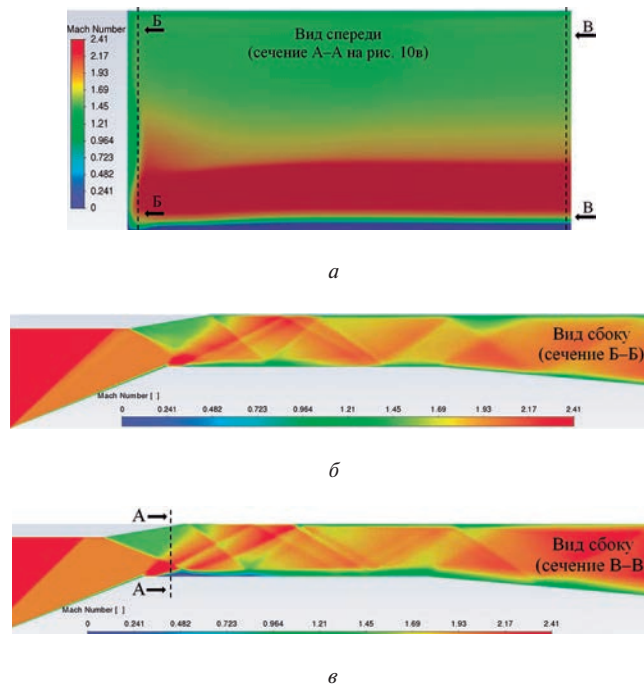 Mach Number
2.41
2.17
1.93
1.69
1.45
1.21
0.964
0.723
0.482
0.241
0
Б
Вид спереди
(сечение А–А на рис. 10в)
В
Б
В
а
Вид сбоку
(сечение Б–Б)
Mach Number [ ]
0 0.241 0.482 0.723 0.964 1.21 1.45 1.69 1.93 2.17 2.41
б
А
Вид сбоку
(сечение В–В
А
Mach Number [ ]
0 0.241 0.482 0.723 0.964 1.21 1.45 1.69 1.93 2.17 2.41
в